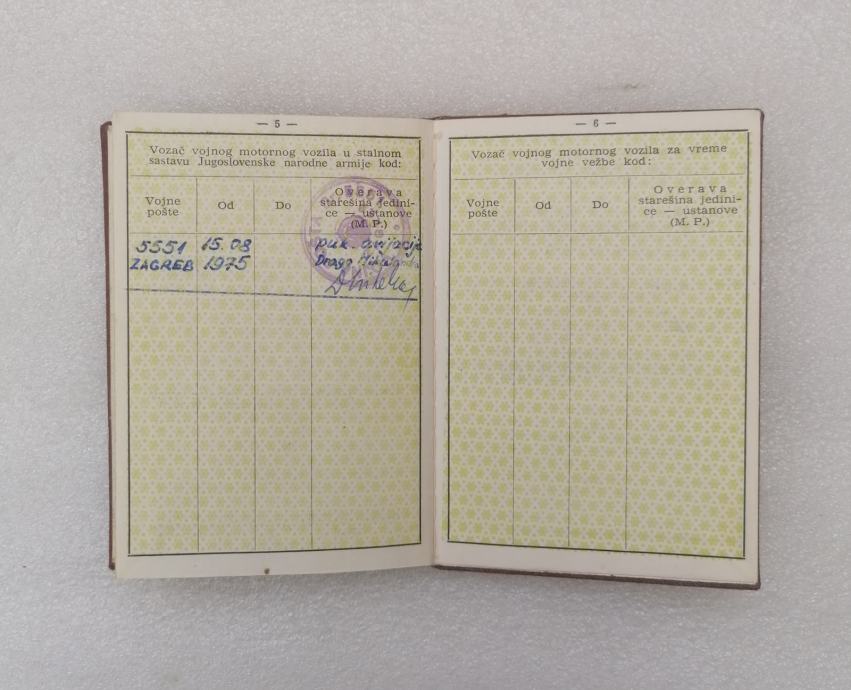 — 5 —
Vozač vojnog motornog vozila u stalnom
sastavu Jugoslovenske narodne armije kod:
Vojne
pošte
Od
Do
Overava
starešina jedini-
ce — ustanove
(M. P.)
5551
ZAGREB
15. 08
1975
puk. avijacije
Drago
— 6 —
Vozač vojnog motornog vozila za vreme
vojne vežbe kod:
Vojne
pošte
Od
Do
Overava
starešina jedini-
ce — ustanove
(M. P.)